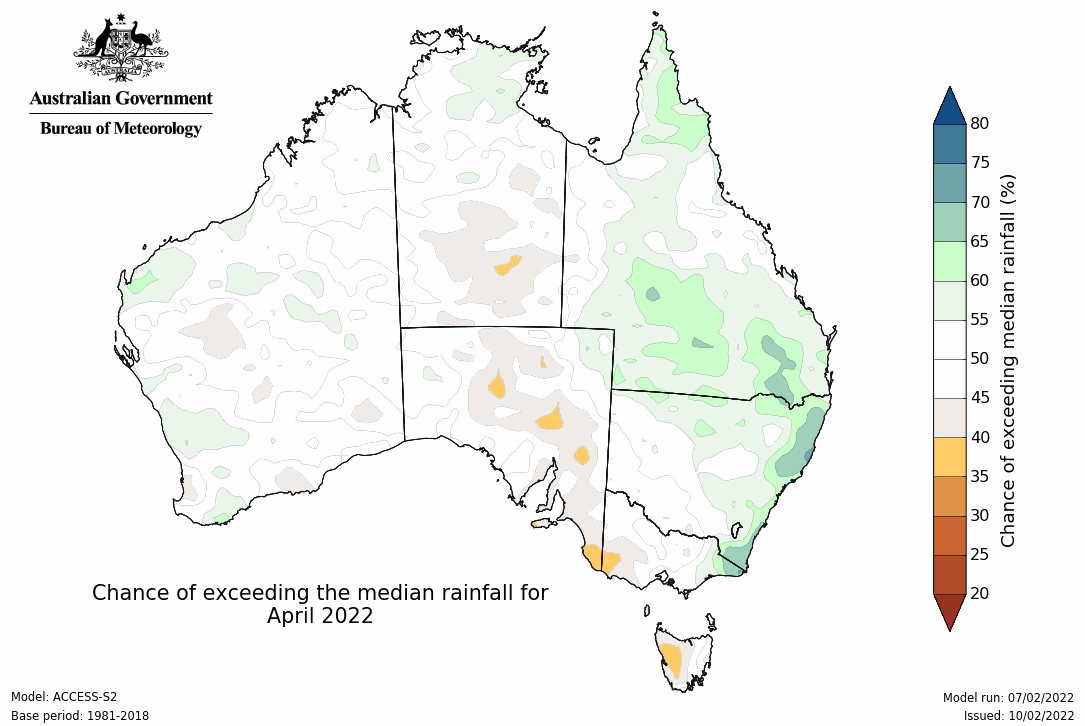 AUSTRALIA
Australian Government
Bureau of Meteorology
80
75
70
65
60
55
50
45
40
35
30
25
20
Chance of exceeding median rainfall (%)
Chance of exceeding the median rainfall for
April 2022
Model: ACCESS-S2
Base period: 1981-2018
Model run: 07/02/2022
Issued: 10/02/2022